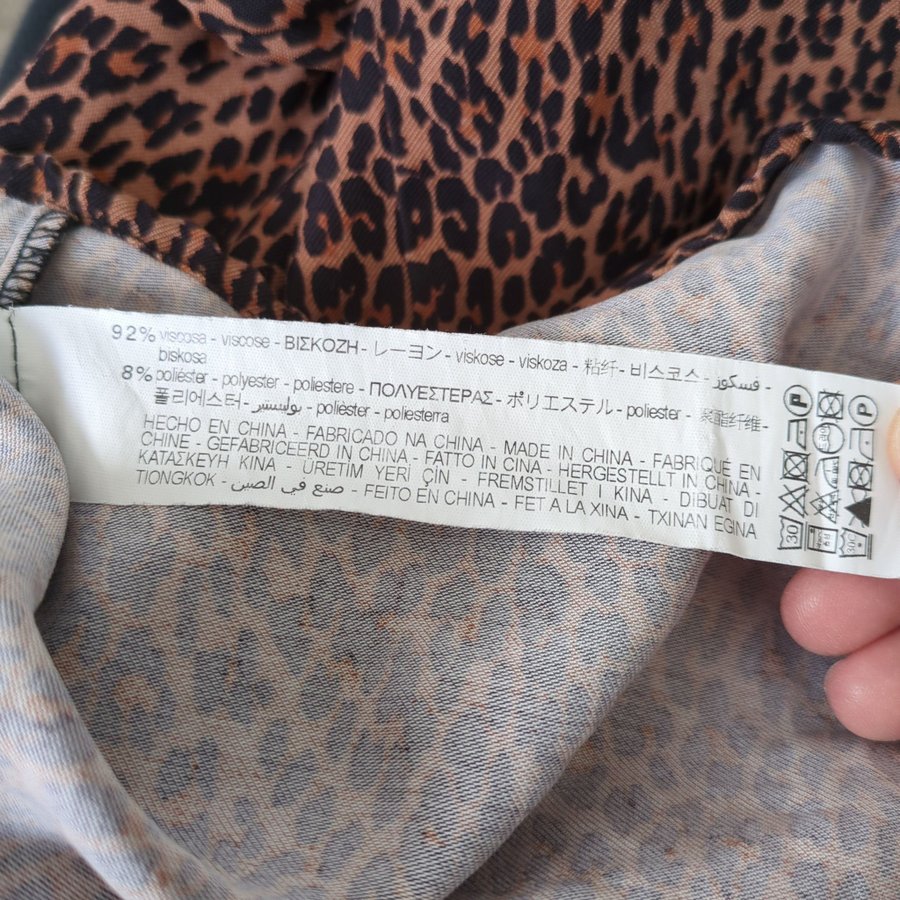 92% viscosa - viscose - ΒΙΣΚΟΖΗ - レーヨン - viskose - viskoza - 粘纤 - 비스코스 - فسكوز -
biskosa
8% poliéster - polyester - poliestere - ΠΟΛΥΕΣΤΕΡΑΣ - ポリエステル - poliester - 聚酯纤维 -
폴리에스터 - بوليستير - polièster - poliesterra
HECHO EN CHINA - FABRICADO NA CHINA - MADE IN CHINA - FABRIQUÉ EN
CHINE - GEFABRICEERD IN CHINA - FATTO IN CINA - HERGESTELLT IN CHINA -
ΚΑΤΑΣΚΕΥΗ ΚΙΝΑ - ÜRETİM YERİ ÇİN - FREMSTILLET I KINA - DIBUAT DI
TIONGKOK - صنع في الصين - FEITO EN CHINA - FET A LA XINA - TXINAN EGINA
30
P
30C
P